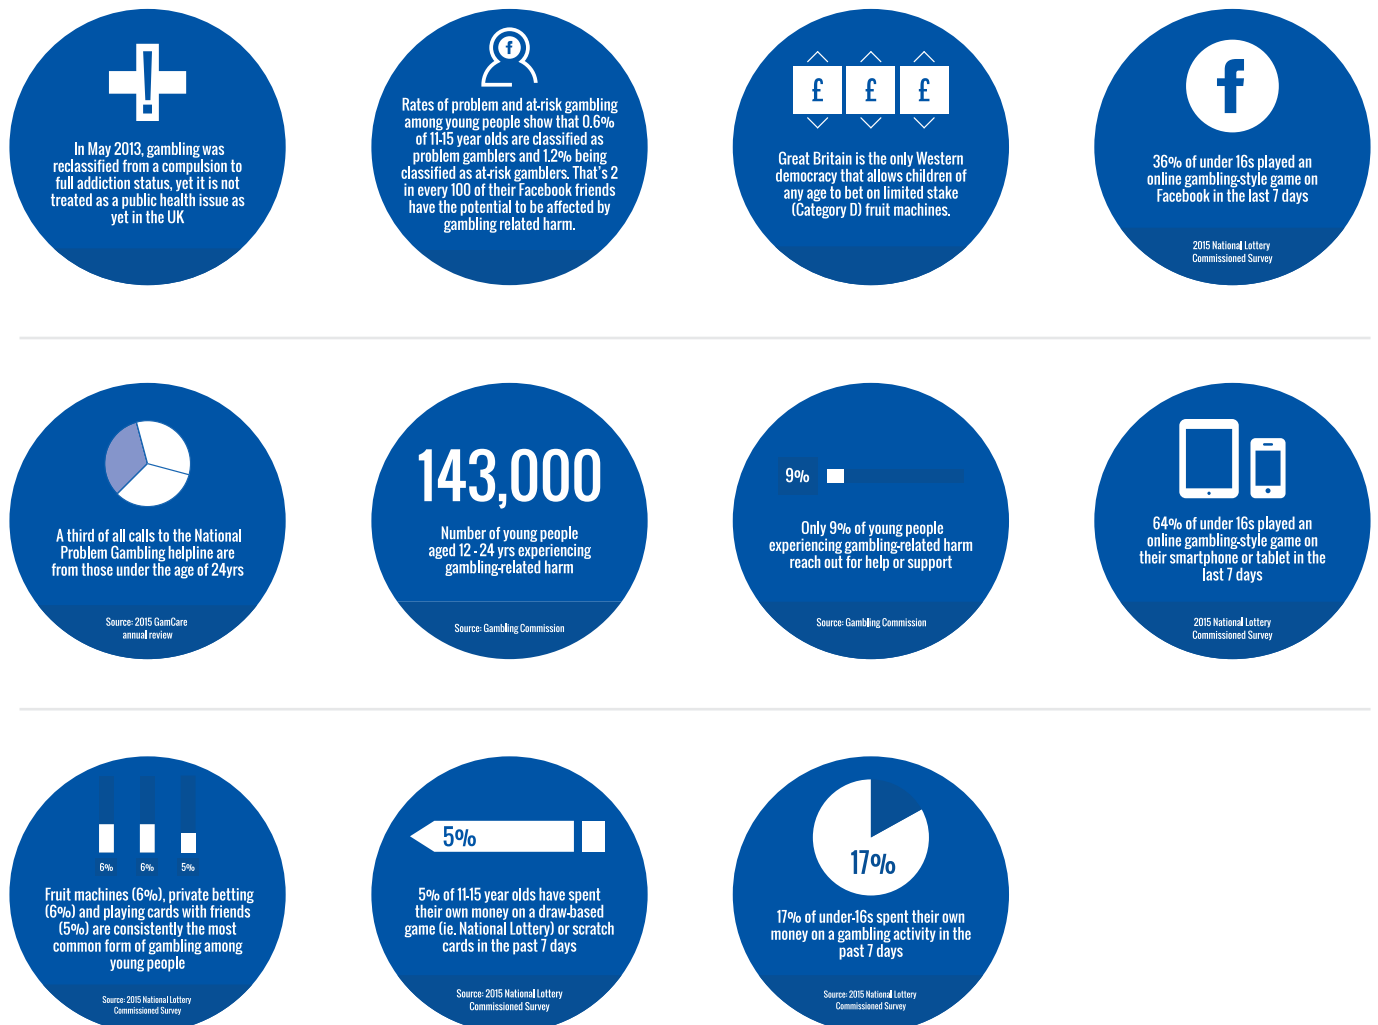 In May 2013, gambling was
reclassified from a compulsion to
full addiction status, yet it is not
treated as a public health issue as
yet in the UK
f
Rates of problem and at-risk gambling
among young people show that 0.6%
of 11-15 year olds are classified as
problem gamblers and 1.2% being
classified as at-risk gamblers. That's 2
in every 100 of their Facebook friends
have the potential to be affected by
gambling related harm.
£ £ £
Great Britain is the only Western
democracy that allows children of
any age to bet on limited stake
(Category D) fruit machines.
f
36% of under 16s played an
online gambling-style game on
Facebook in the last 7 days
2015 National Lottery
Commissioned Survey
A third of all calls to the National
Problem Gambling helpline are
from those under the age of 24yrs
Source: 2015 GamCare
annual review
143,000
Number of young people
aged 12 - 24 yrs experiencing
gambling-related harm
Source: Gambling Commission
9%
Only 9% of young people
experiencing gambling-related harm
reach out for help or support
Source: Gambling Commission
64% of under 16s played an
online gambling-style game on
their smartphone or tablet in the
last 7 days
2015 National Lottery
Commissioned Survey
6% 6% 5%
Fruit machines (6%), private betting
(6%) and playing cards with friends
(5%) are consistently the most
common form of gambling among
young people
Source: 2015 National Lottery
Commissioned Survey
5%
5% of 11-15 year olds have spent
their own money on a draw-based
game (ie. National Lottery) or scratch
cards in the past 7 days
Source: 2015 National Lottery
Commissioned Survey
17%
17% of under-16s spent their own
money on a gambling activity in the
past 7 days
Source: 2015 National Lottery
Commissioned Survey